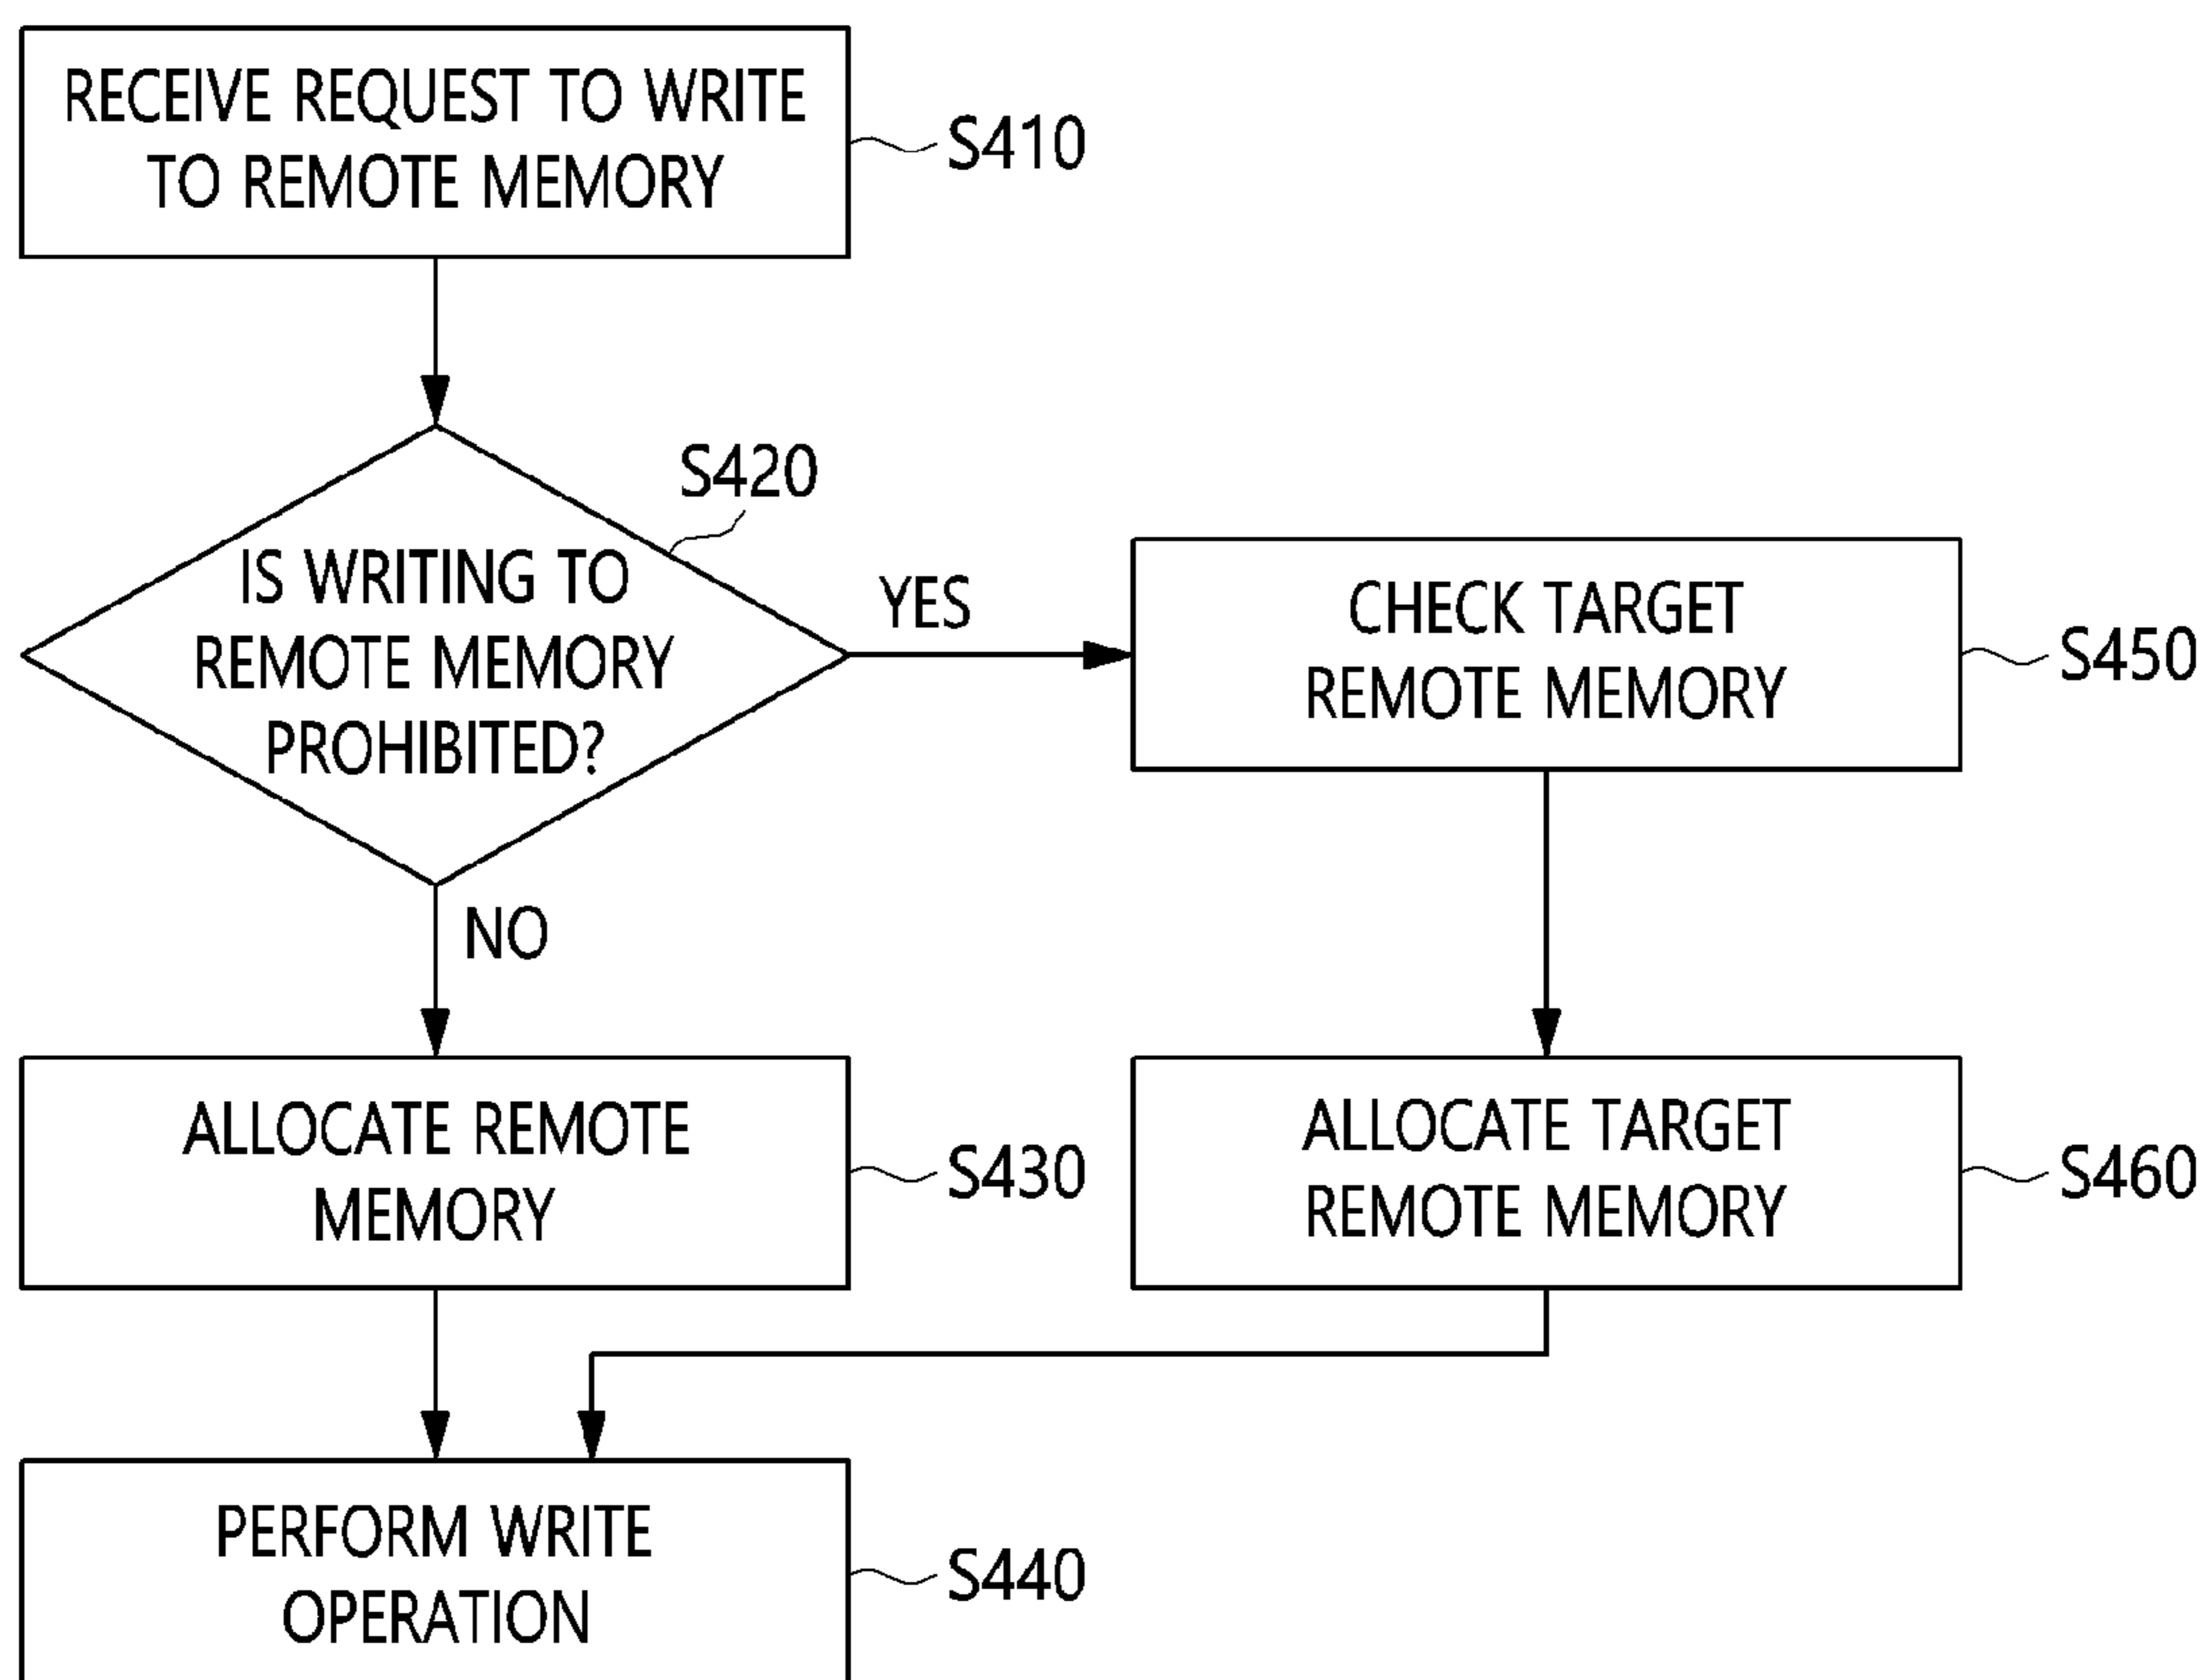 RECEIVE REQUEST TO WRITE
TO REMOTE MEMORY
S410
S420
IS WRITING TO
REMOTE MEMORY
PROHIBITED?
YES
CHECK TARGET
REMOTE MEMORY
S450
NO
ALLOCATE REMOTE
MEMORY
S430
ALLOCATE TARGET
REMOTE MEMORY
S460
PERFORM WRITE
OPERATION
S440